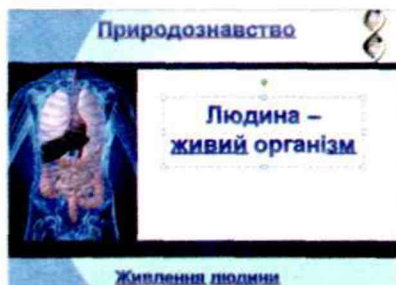 Природознавство
Людина –
живий організм
Живлення людини